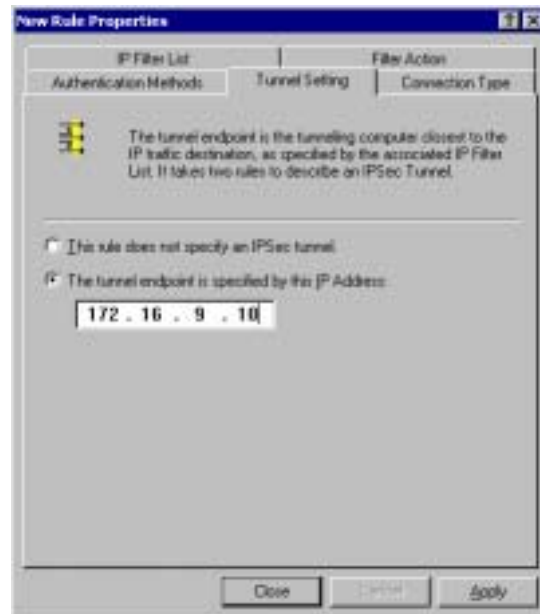 New Rule Properties
IP Filter List Filter Action
Authentication Methods Tunnel Setting Connection Type
The tunnel endpoint is the tunneling computer closest to the
IP traffic destination, as specified by the associated IP Filter
List. It takes two rules to describe an IPSec Tunnel.
This rule does not specify an IPSec tunnel.
The tunnel endpoint is specified by this IP Address:
172 . 16 . 9 . 10
Close Cancel Apply